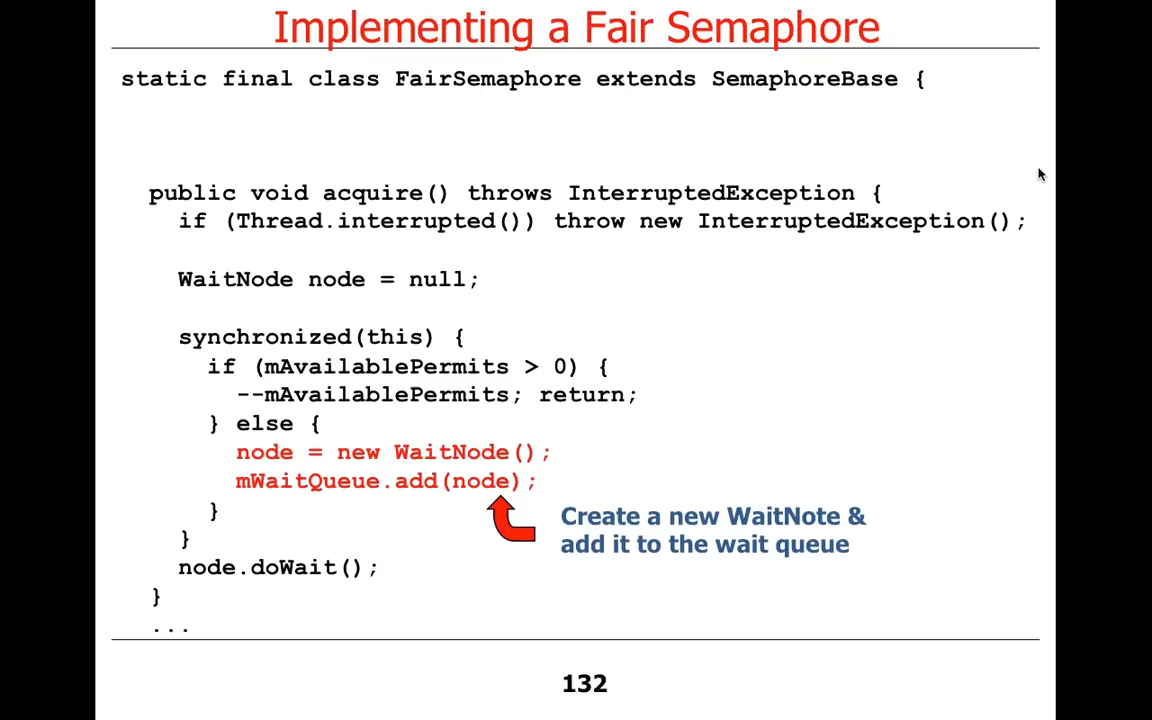 Implementing a Fair Semaphore
static final class FairSemaphore extends SemaphoreBase {
public void acquire() throws InterruptedException {
if (Thread.interrupted()) throw new InterruptedException();
WaitNode node = null;
synchronized(this) {
if (mAvailablePermits > 0) {
--mAvailablePermits; return;
} else {
node = new WaitNode();
mWaitQueue.add(node);
}
Create a new WaitNote &
}
add it to the wait queue
node.doWait();
}
...
132